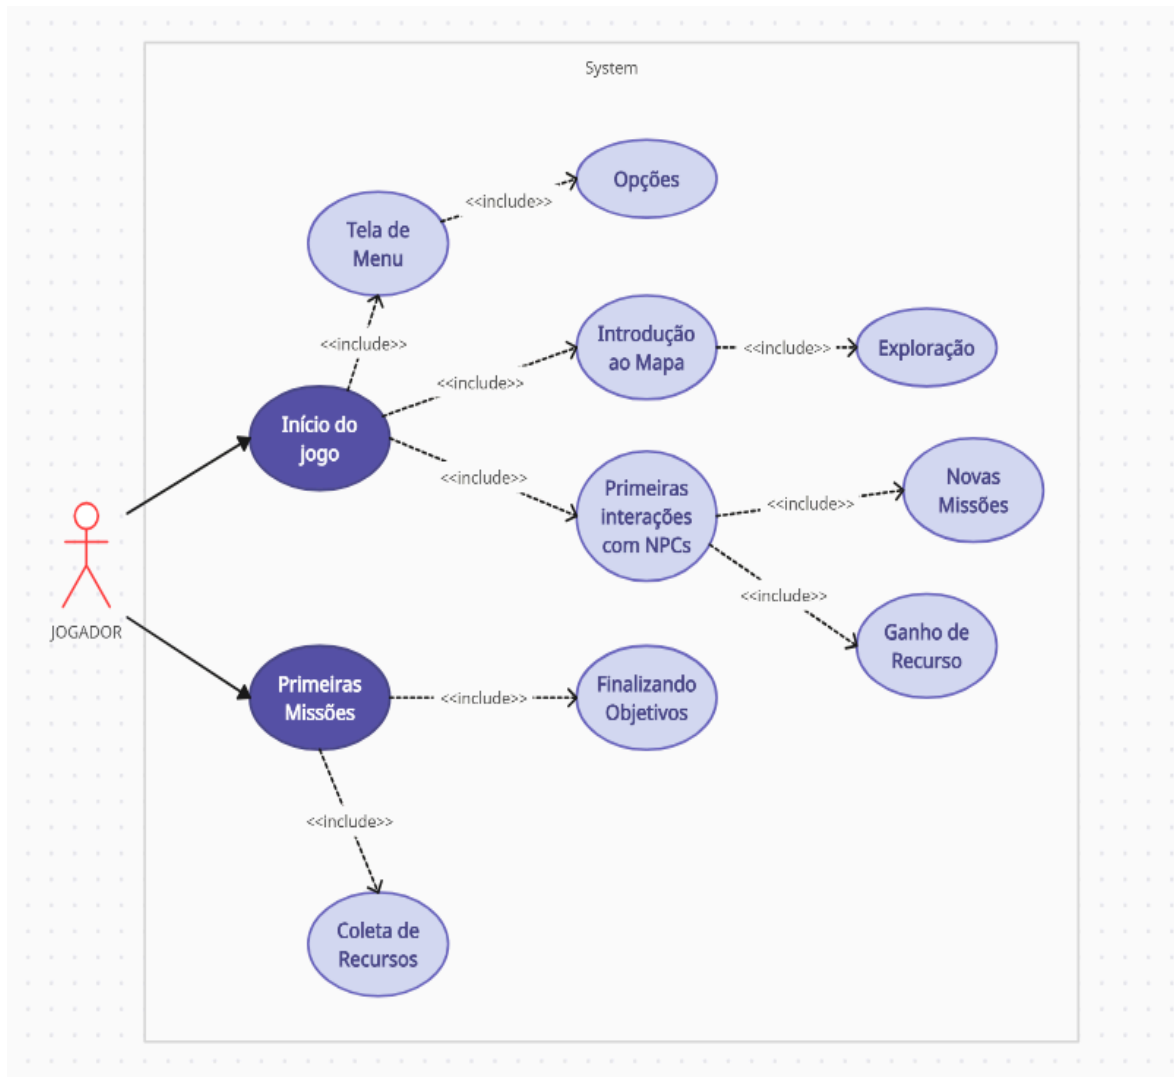 System
Opções
<<include>>
Tela de
Menu
<<include>>
Introdução
ao Mapa
<<include>>
Exploração
<<include>>
Início do
jogo
<<include>>
Primeiras
interações
com NPCs
<<include>>
Novas
Missões
<<include>>
Ganho de
Recurso
JOGADOR
Primeiras
Missões
<<include>>
Finalizando
Objetivos
<<include>>
Coleta de
Recursos